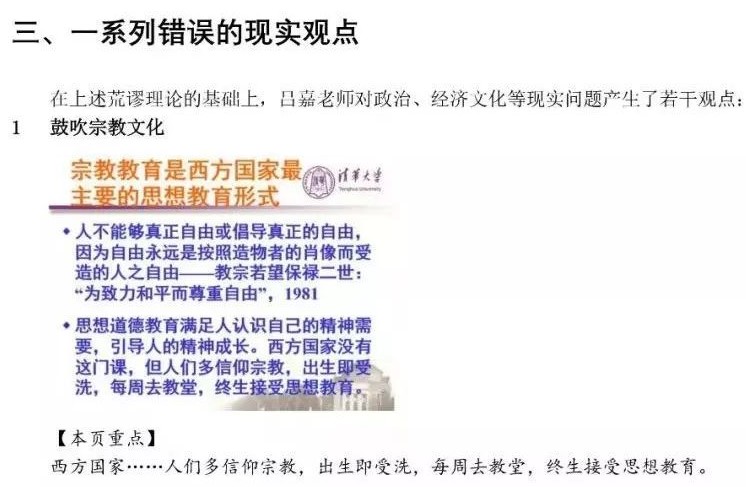 三、一系列错误的现实观点
在上述荒谬理论的基础上，吕嘉老师对政治、经济文化等现实问题产生了若干观点：
1 鼓吹宗教文化
宗教教育是西方国家最
主要的思想教育形式
清华大学
Tsinghua University
人不能够真正自由或倡导真正的自由，
因为自由永远是按照造物者的肖像而受
造的人之自由——教宗若望保禄二世：
“为致力和平而尊重自由”，1981
思想道德教育满足人认识自己的精神需
要，引导人的精神成长。西方国家没有
这门课，但人们多信仰宗教，出生即受
洗，每周去教堂，终生接受思想教育。
【本页重点】
西方国家……人们多信仰宗教，出生即受洗，每周去教堂，终生接受思想教育。